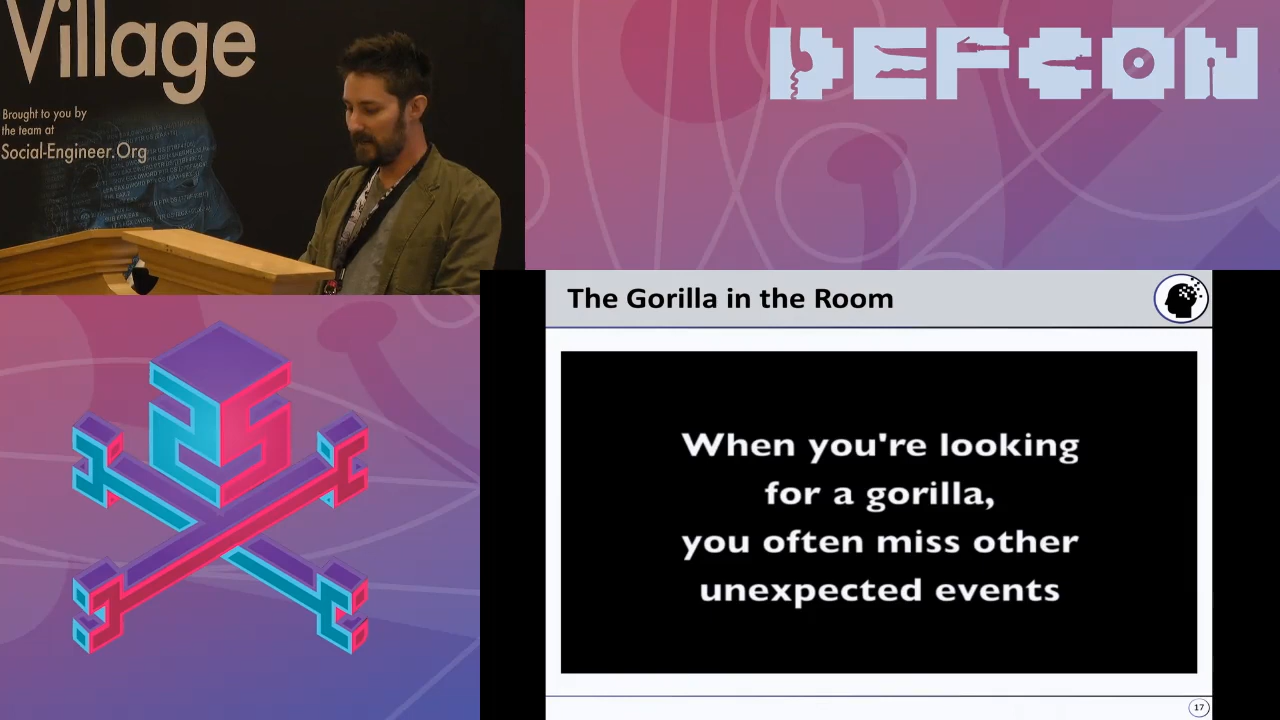 Village
Brought to you by
the team at
Social-Engineer.Org
DEFCON
25
The Gorilla in the Room
When you're looking
for a gorilla,
you often miss other
unexpected events
17